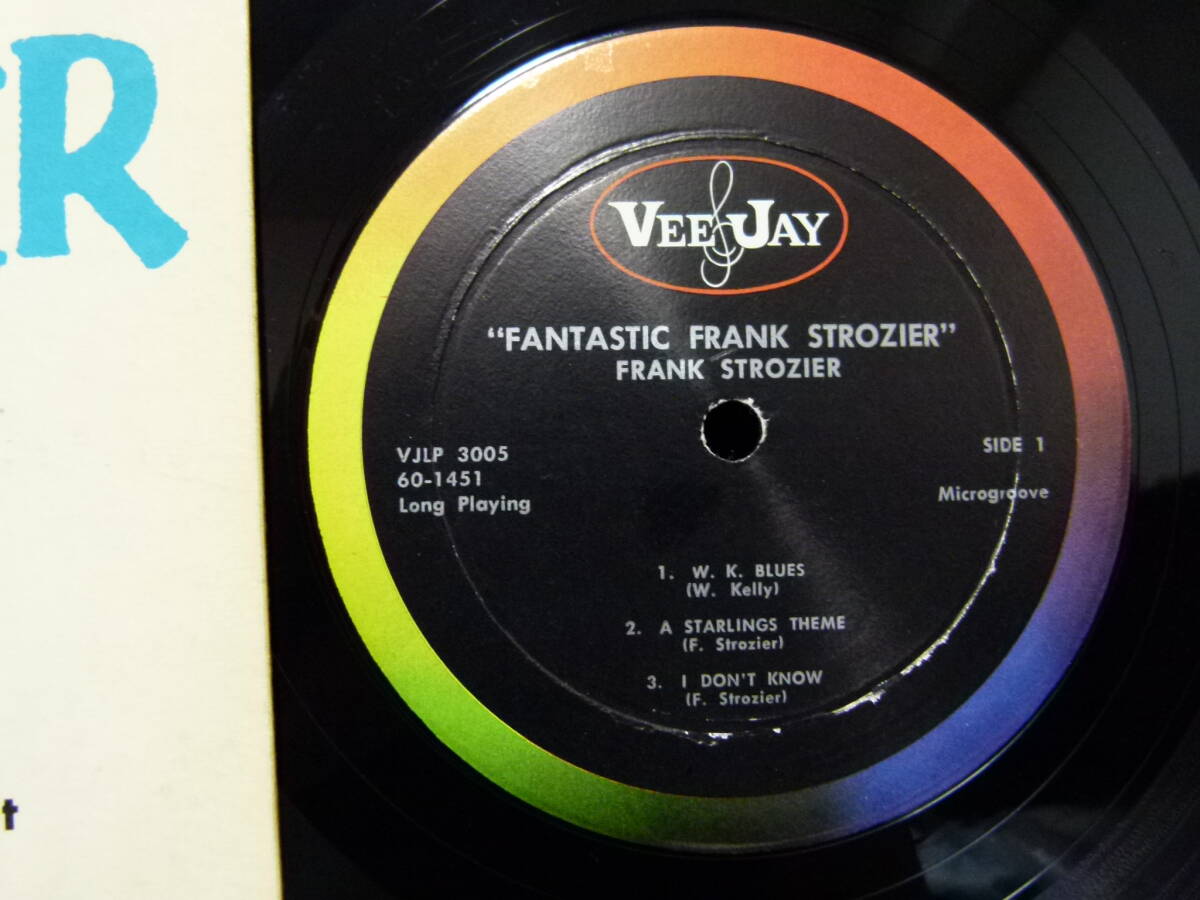 ER
t
VEE JAY
"FANTASTIC FRANK STROZIER"
FRANK STROZIER
VJLP 3005
60-1451
Long Playing
SIDE 1
Microgroove
1. W. K. BLUES
(W. Kelly)
2. A STARLINGS THEME
(F. Strozier)
3. I DON'T KNOW
(F. Strozier)